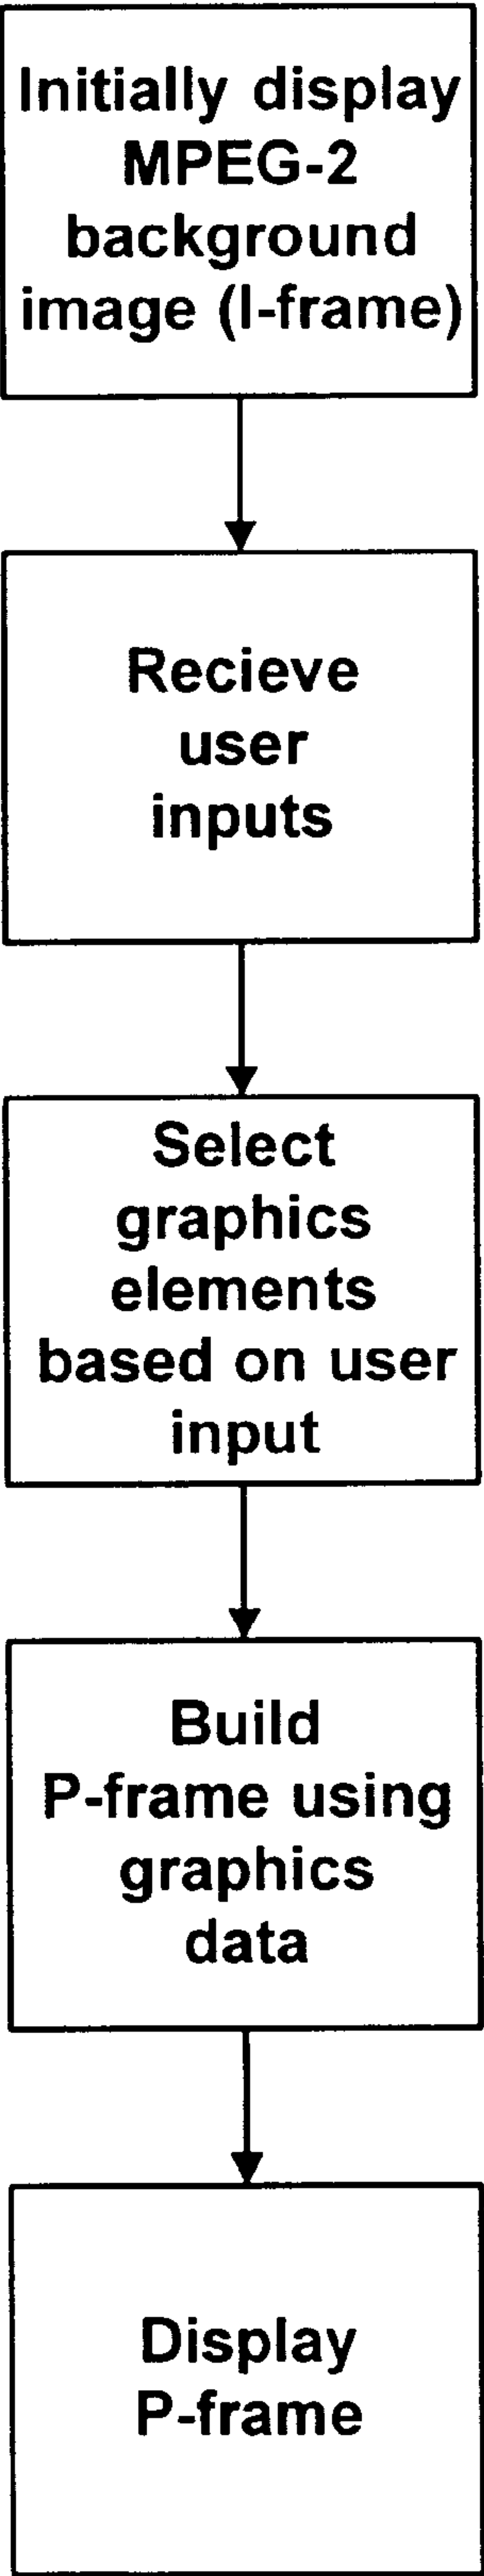 Initially display
MPEG-2
background
image (I-frame)
Recieve
user
inputs
Select
graphics
elements
based on user
input
Build
P-frame using
graphics
data
Display
P-frame